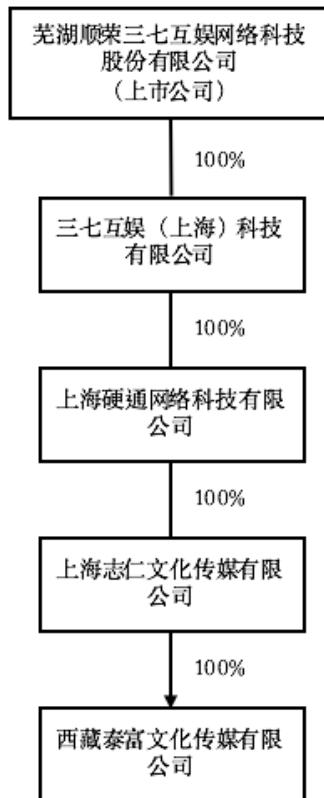 芜湖顺荣三七互娱网络科技
股份有限公司
（上市公司）
100%
三七互娱（上海）科技
有限公司
100%
上海硬通网络科技有限
公司
100%
上海志仁文化传媒有限
公司
100%
西藏泰富文化传媒有限
公司